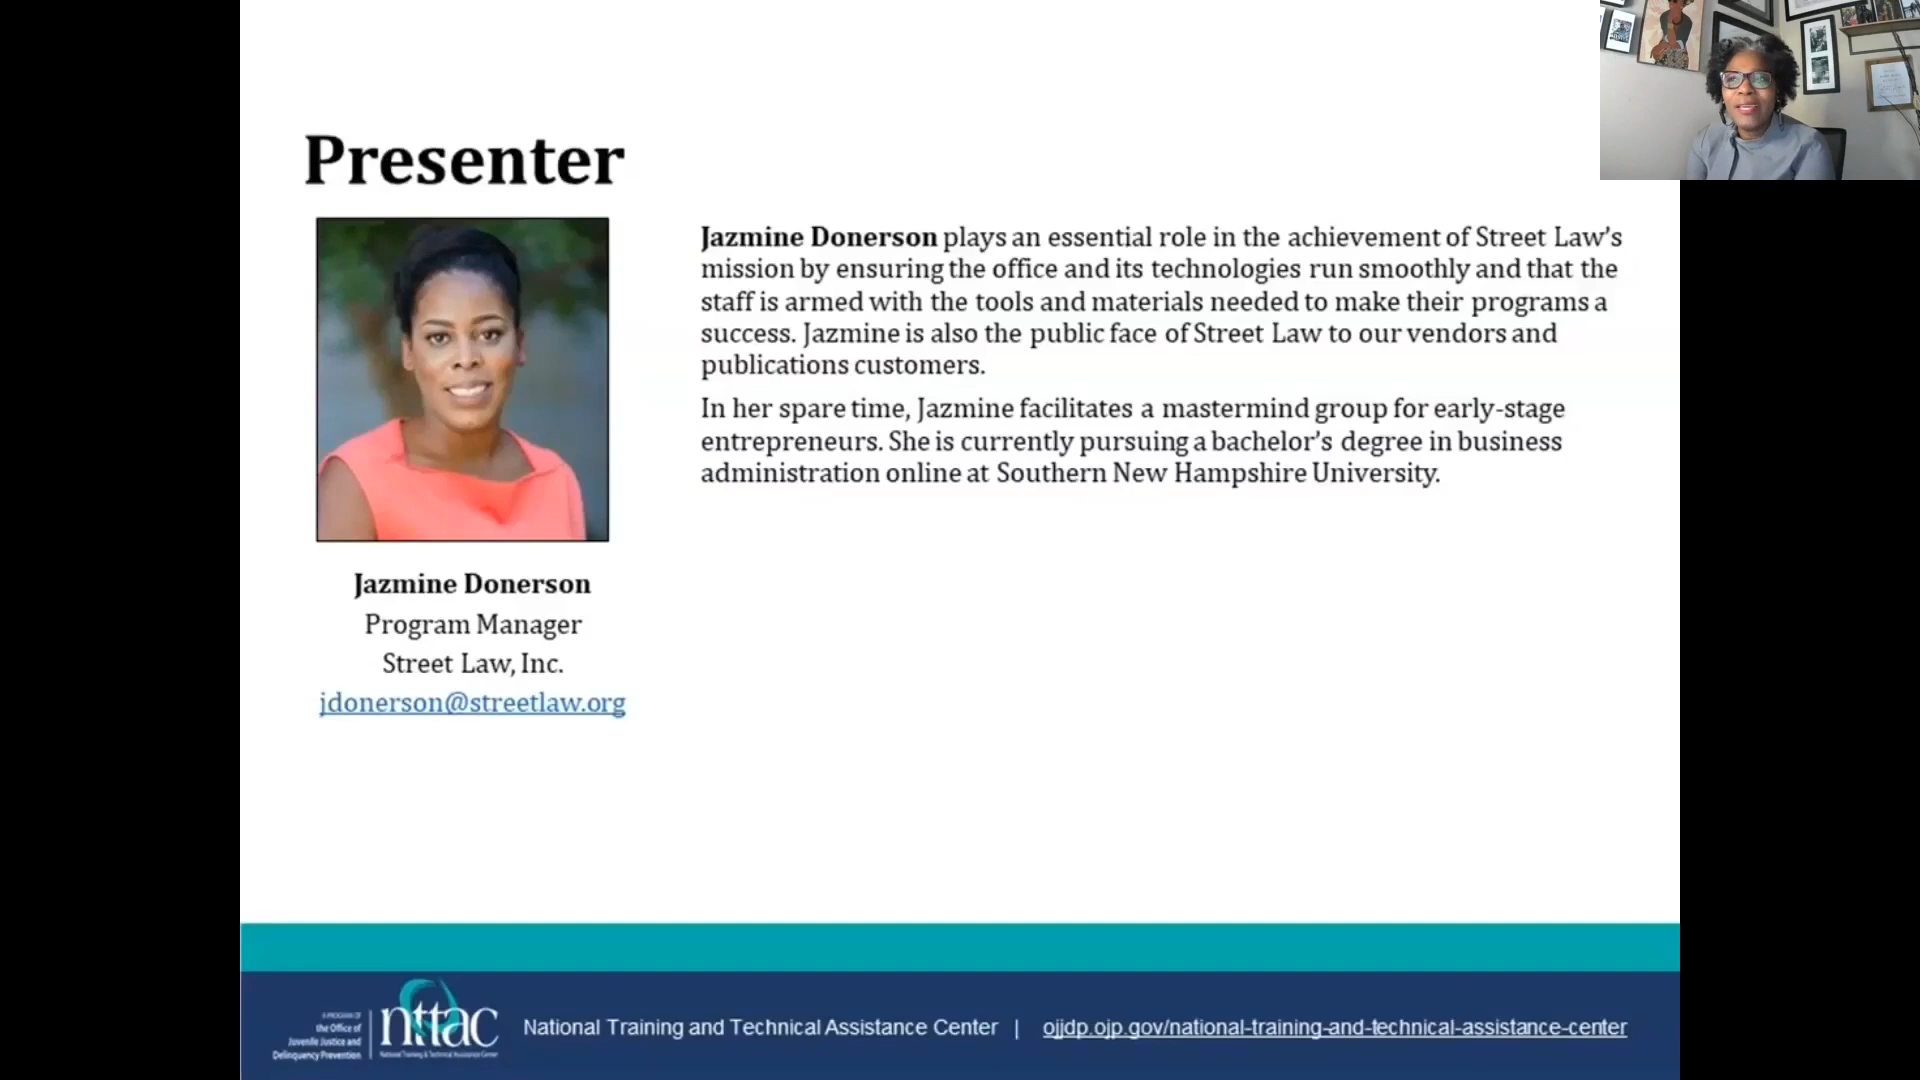 Presenter
Jazmine Donerson plays an essential role in the achievement of Street Law's
mission by ensuring the office and its technologies run smoothly and that the
staff is armed with the tools and materials needed to make their programs a
success. Jazmine is also the public face of Street Law to our vendors and
publications customers.
In her spare time, Jazmine facilitates a mastermind group for early-stage
entrepreneurs. She is currently pursuing a bachelor's degree in business
administration online at Southern New Hampshire University.
Jazmine Donerson
Program Manager
Street Law, Inc.
jdonerson@streetlaw.org
A PROGRAM OF
the Office of
Juvenile Justice and
Delinquency Prevention
nttac
National Training & Technical Assistance Center
National Training and Technical Assistance Center | ojjdp.ojp.gov/national-training-and-technical-assistance-center